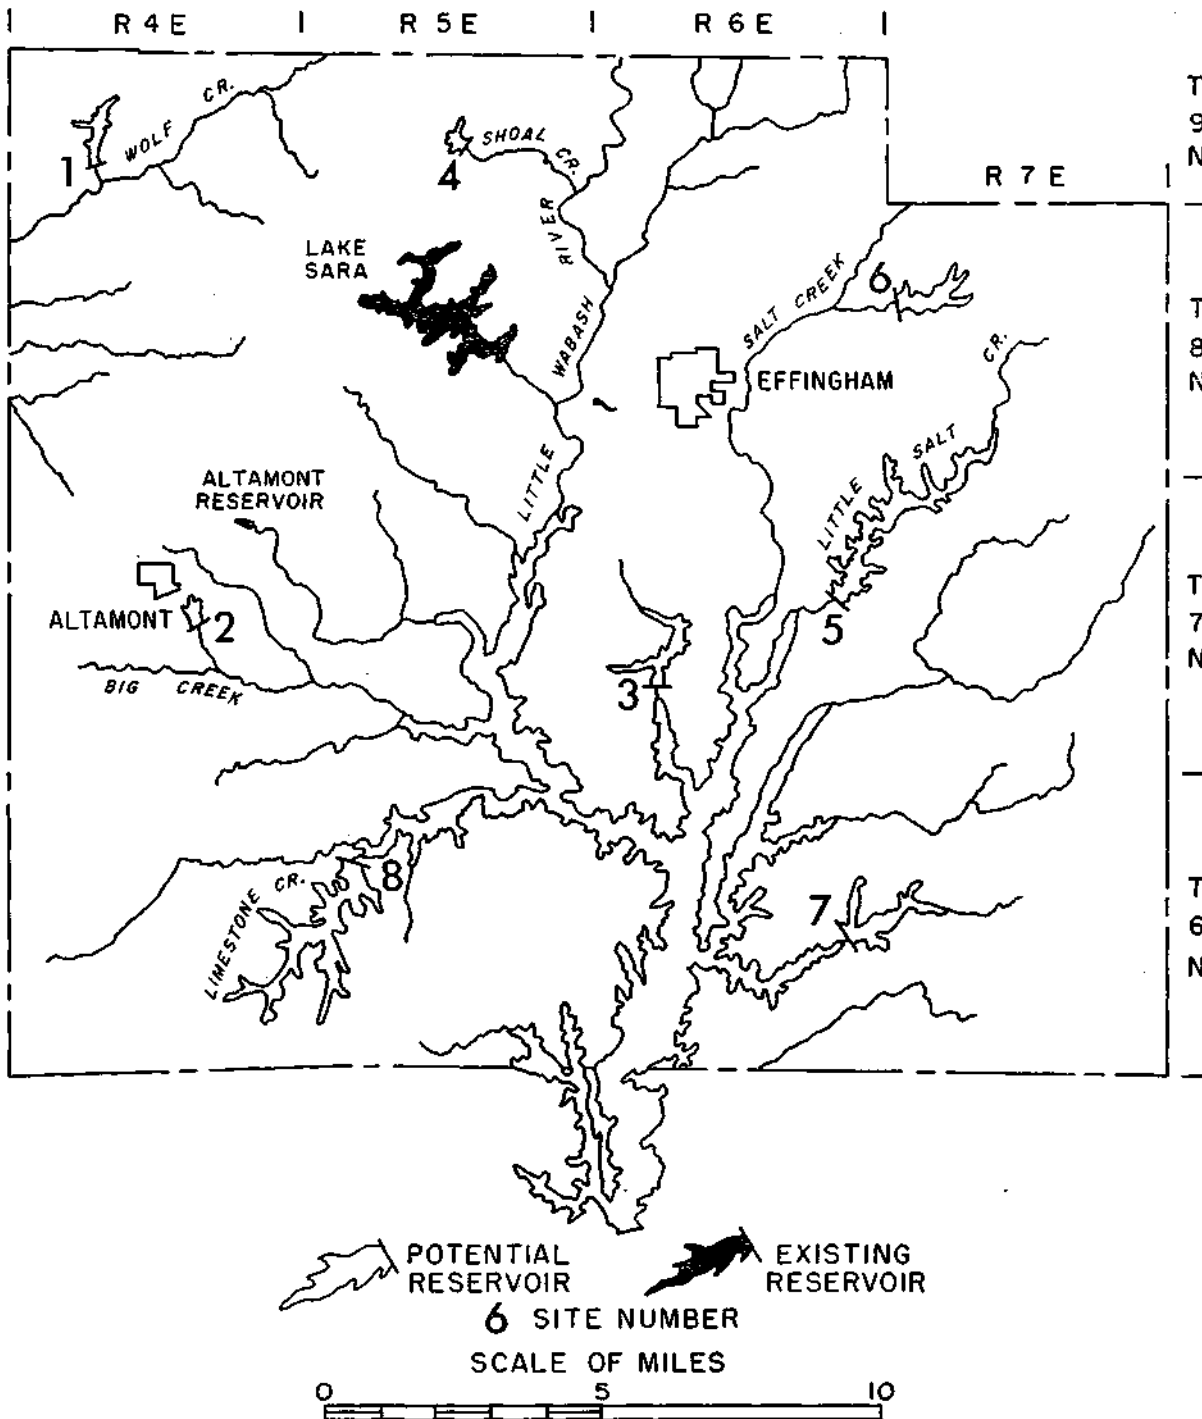 R 4 E R 5 E R 6 E
T
9
N
WOLF CR.
1
SHOAL CR.
4
R 7 E
LAKE
SARA
RIVER
WABASH
LITTLE
SALT CREEK
6
T
8
N
EFFINGHAM
LITTLE SALT CR.
ALTAMONT
RESERVOIR
ALTAMONT
2
BIG CREEK
3
5
T
7
N
8
LIMESTONE CR.
7
T
6
N
POTENTIAL
RESERVOIR
EXISTING
RESERVOIR
6 SITE NUMBER
SCALE OF MILES
0 5 10